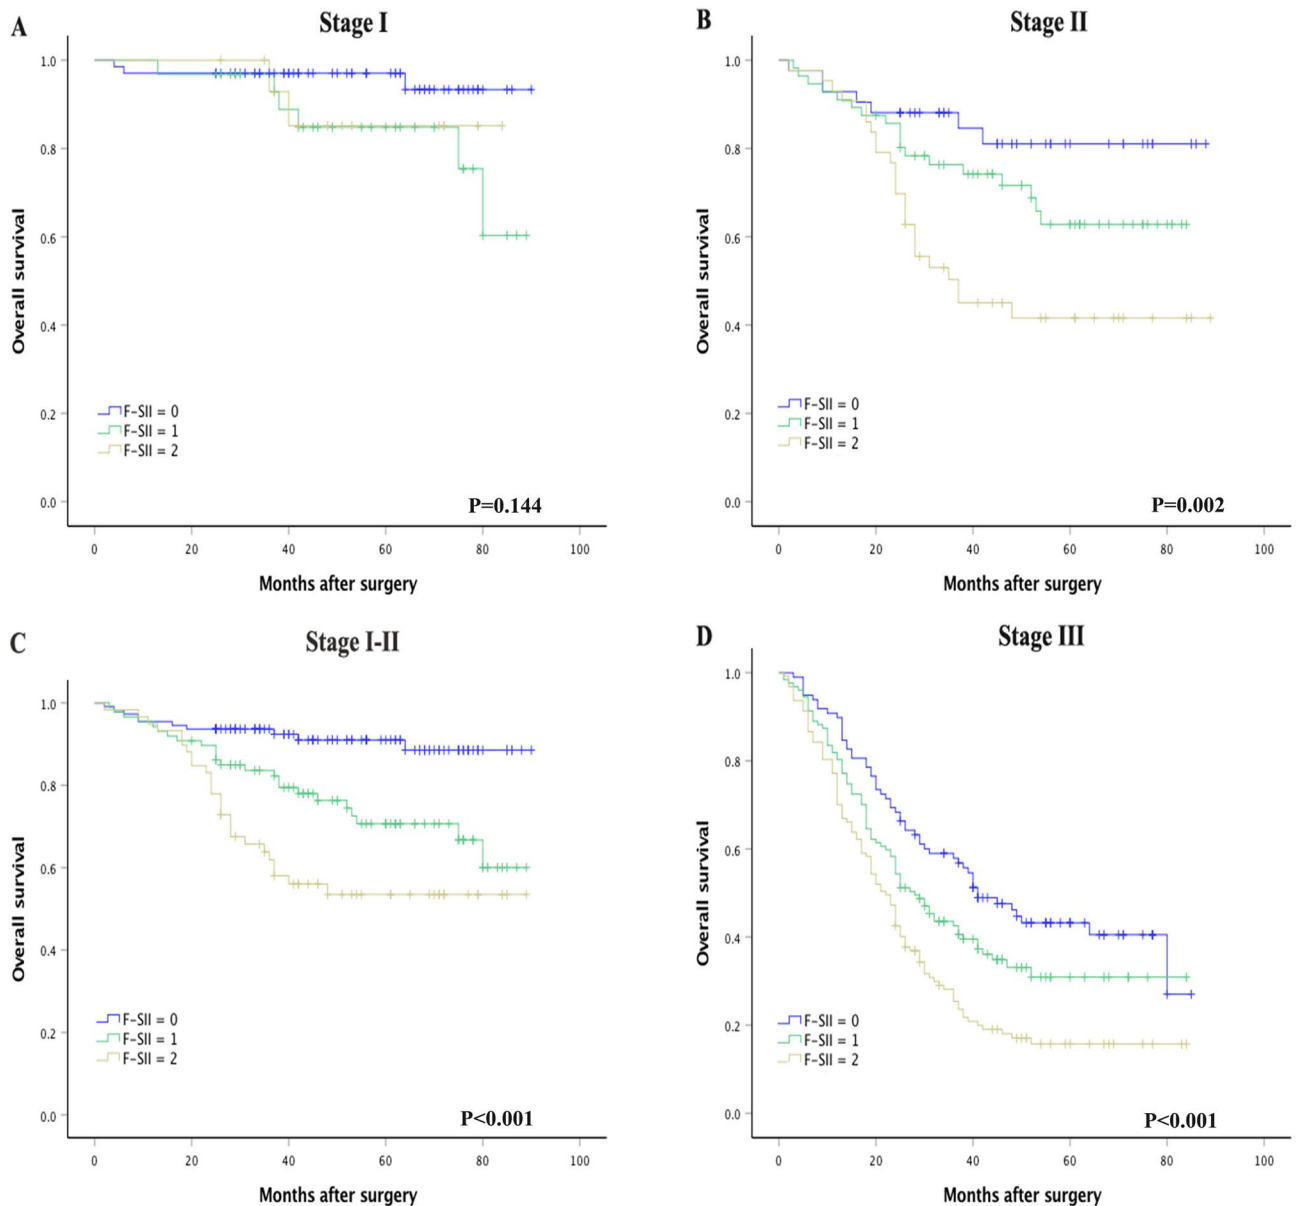 A
Stage I
Overall survival
1.0
0.8
0.6
0.4
0.2
0.0
F-SII = 0
F-SII = 1
F-SII = 2
P=0.144
0 20 40 60 80 100
Months after surgery
B
Stage II
Overall survival
1.0
0.8
0.6
0.4
0.2
0.0
F-SII = 0
F-SII = 1
F-SII = 2
P=0.002
0 20 40 60 80 100
Months after surgery
C
Stage I-II
Overall survival
1.0
0.8
0.6
0.4
0.2
0.0
F-SII = 0
F-SII = 1
F-SII = 2
P<0.001
0 20 40 60 80 100
Months after surgery
D
Stage III
Overall survival
1.0
0.8
0.6
0.4
0.2
0.0
F-SII = 0
F-SII = 1
F-SII = 2
P<0.001
0 20 40 60 80 100
Months after surgery